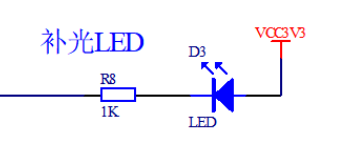 补光LED
VCC3V3
D3
R8
1K
LED